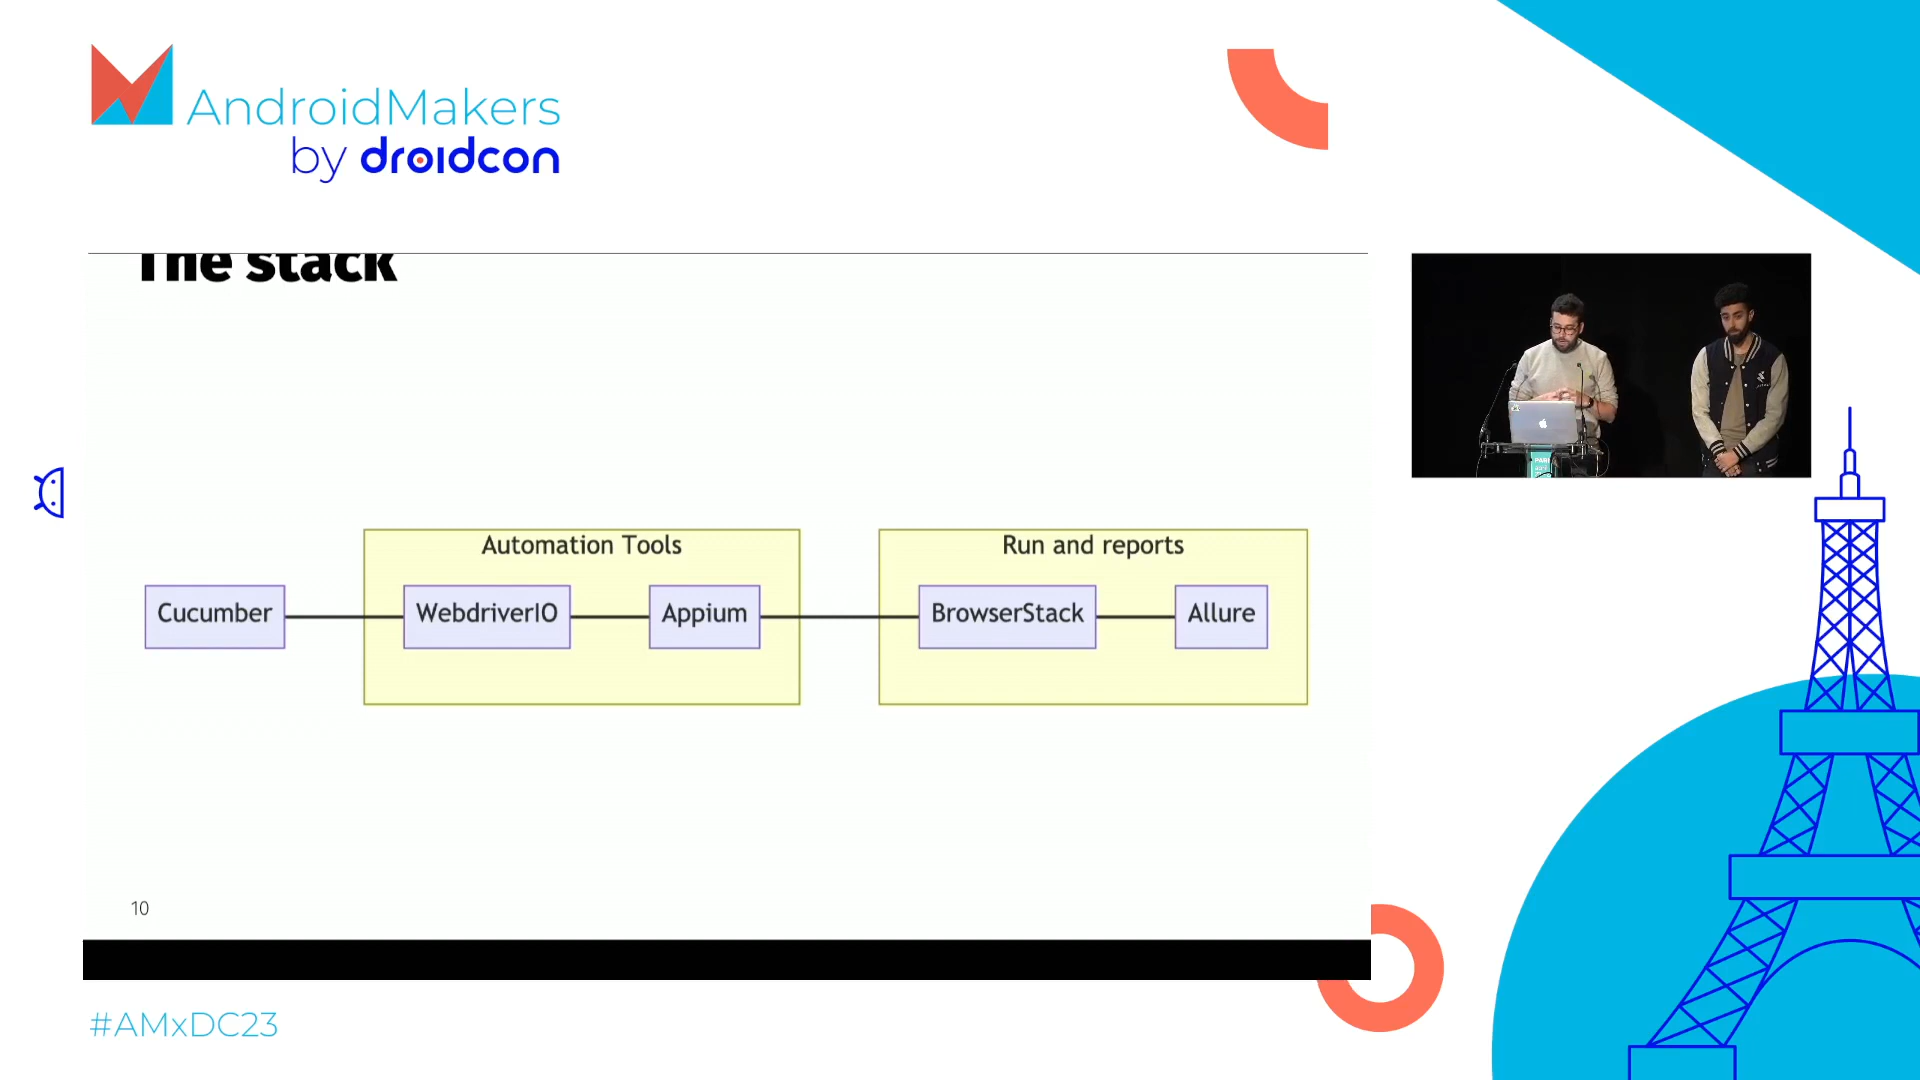 AndroidMakers
by droidcon
The stack
Automation Tools
Run and reports
Cucumber
WebdriverIO
Appium
BrowserStack
Allure
10
#AMxDC23